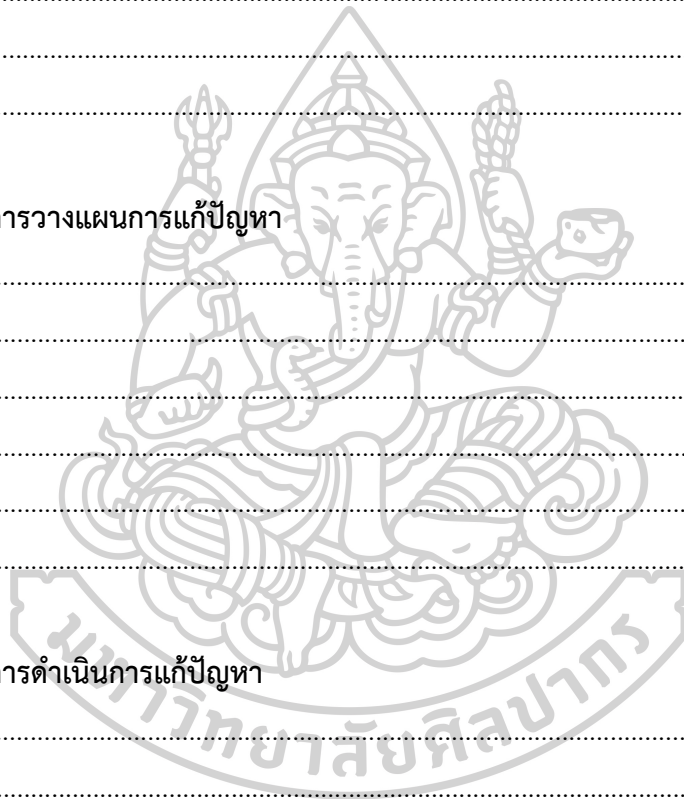 การวางแผนการแก้ปัญหา
การดำเนินการแก้ปัญหา
มหาวิทยาลัยศิลปากร